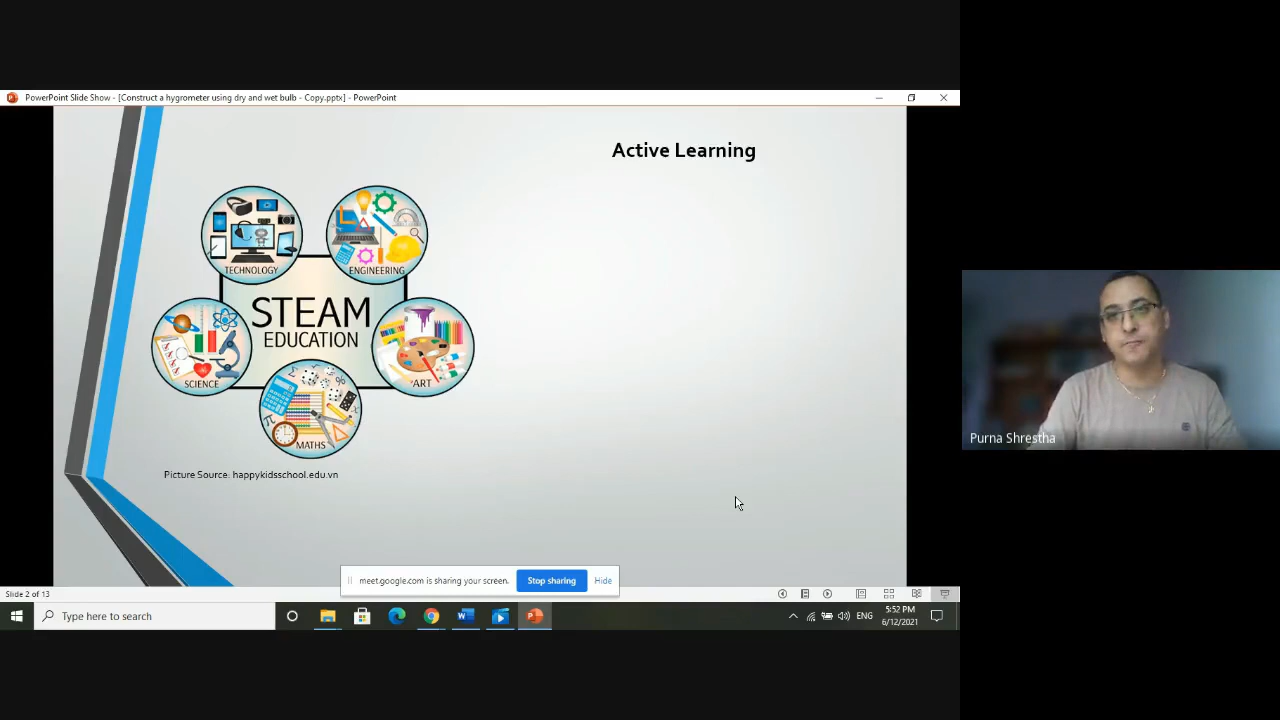 PowerPoint Slide Show - [Construct a hygrometer using dry and wet bulb - Copy.pptx] - PowerPoint
Active Learning
TECHNOLOGY
ENGINEERING
STEAM
EDUCATION
SCIENCE
ART
MATHS
Picture Source: happykidsschool.edu.vn
Purna Shrestha
meet.google.com is sharing your screen.
Stop sharing
Hide
Slide 2 of 13
Type here to search
ENG
5:52 PM
6/12/2021